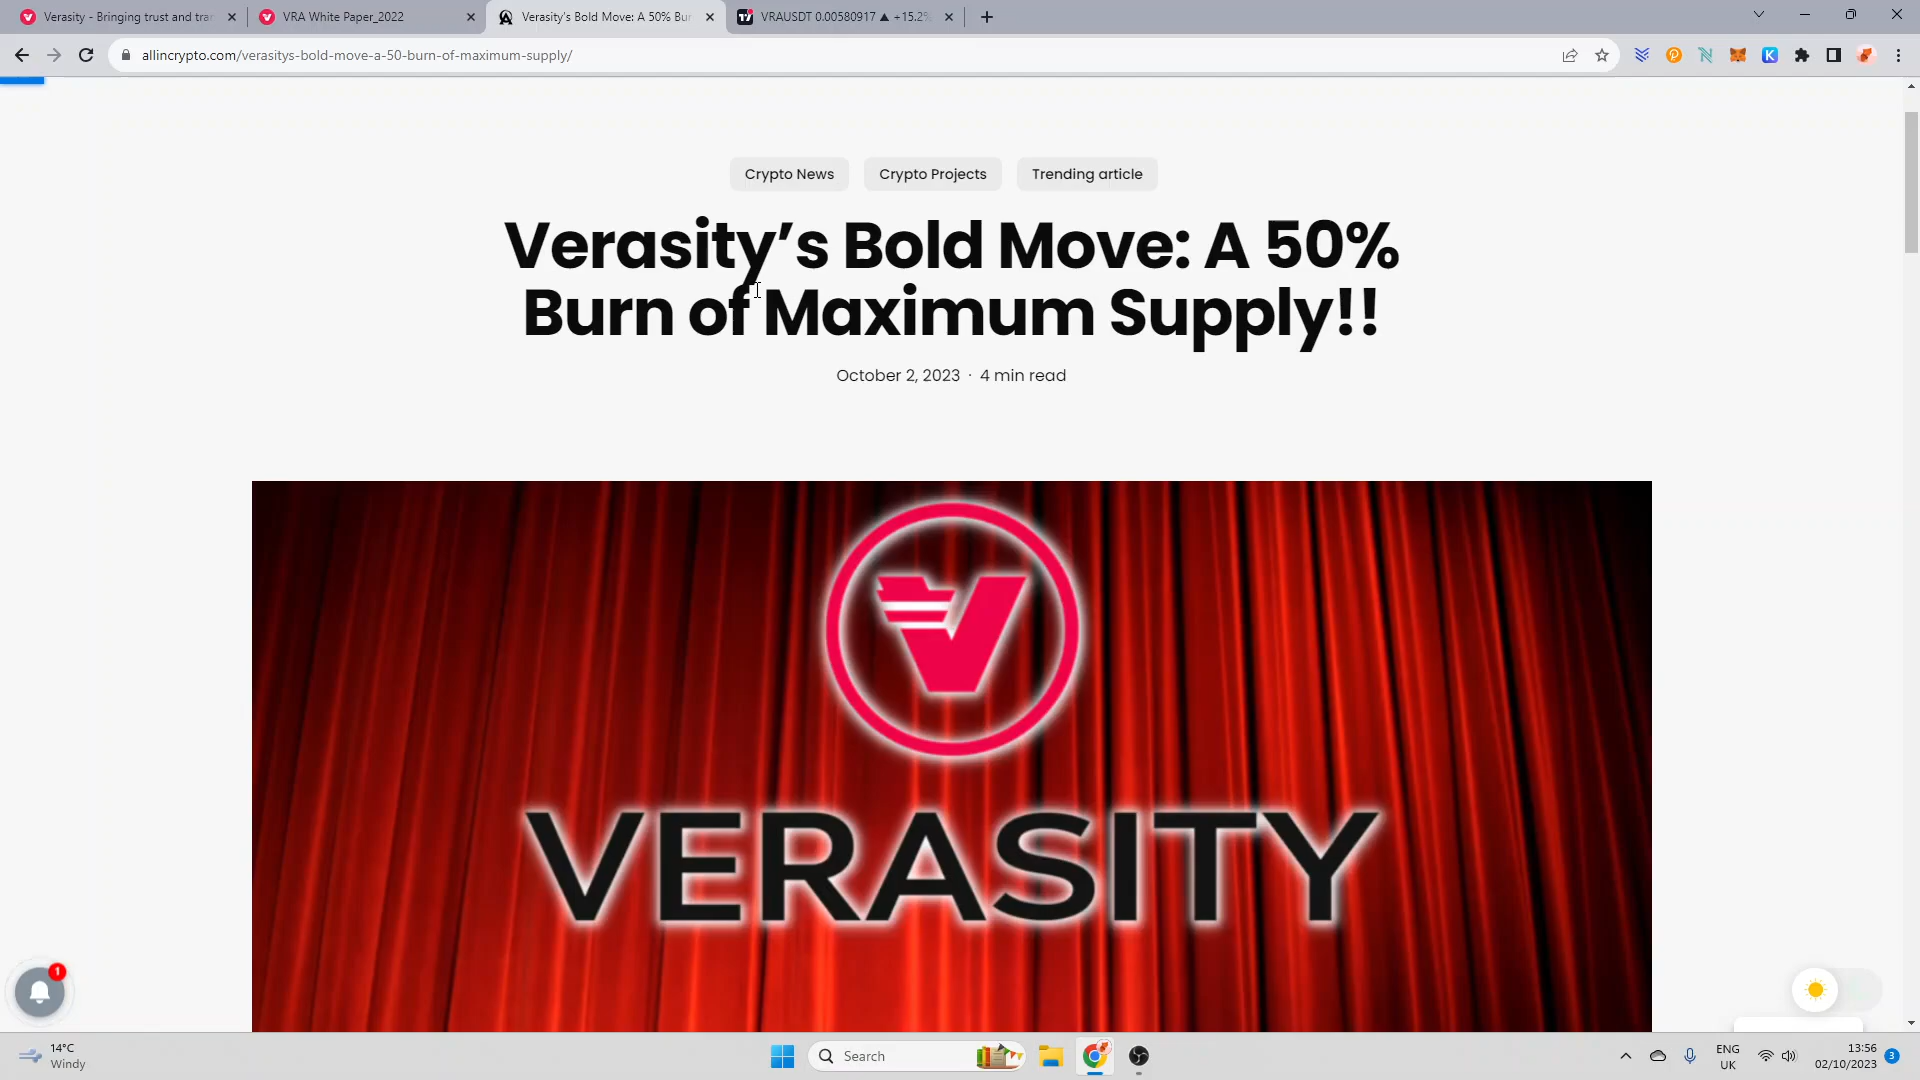 Verasity - Bringing trust and tra
VRA White Paper_2022
Verasity's Bold Move: A 50% Bu
VRAUSDT 0.00580917 ▲ +15.2%
allincrypto.com/verasitys-bold-move-a-50-burn-of-maximum-supply/
Crypto News
Crypto Projects
Trending article
Verasity’s Bold Move: A 50%
Burn of Maximum Supply!!
October 2, 2023 · 4 min read
VERASITY
1
14°C
Windy
Search
ENG
UK
13:56
02/10/2023
3